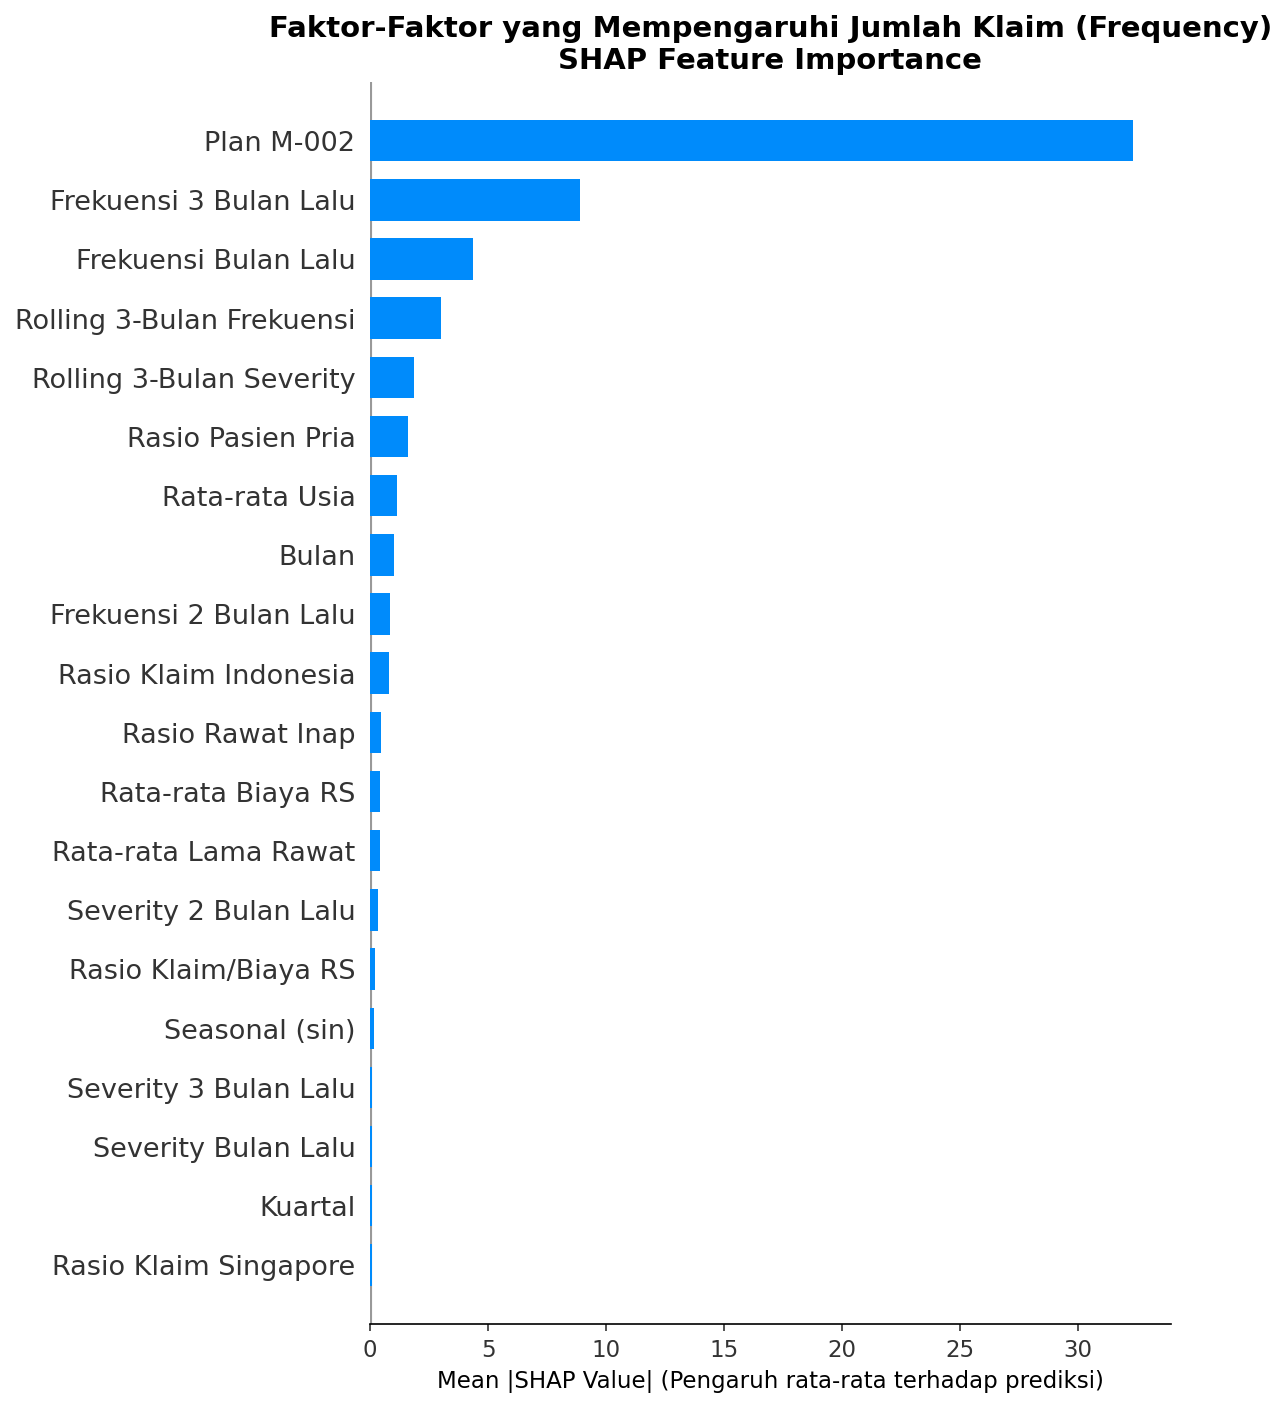 Faktor-Faktor yang Mempengaruhi Jumlah Klaim (Frequency)
SHAP Feature Importance
Plan M-002
Frekuensi 3 Bulan Lalu
Frekuensi Bulan Lalu
Rolling 3-Bulan Frekuensi
Rolling 3-Bulan Severity
Rasio Pasien Pria
Rata-rata Usia
Bulan
Frekuensi 2 Bulan Lalu
Rasio Klaim Indonesia
Rasio Rawat Inap
Rata-rata Biaya RS
Rata-rata Lama Rawat
Severity 2 Bulan Lalu
Rasio Klaim/Biaya RS
Seasonal (sin)
Severity 3 Bulan Lalu
Severity Bulan Lalu
Kuartal
Rasio Klaim Singapore
0 5 10 15 20 25 30
Mean |SHAP Value| (Pengaruh rata-rata terhadap prediksi)